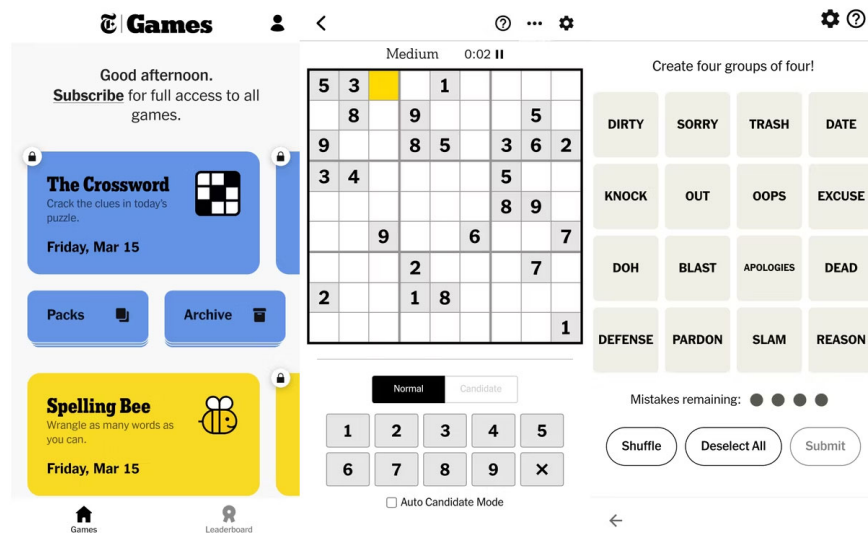 T Games
Good afternoon.
Subscribe for full access to all
games.
The Crossword
Crack the clues in today's
puzzle.
Friday, Mar 15
Packs
Archive
Spelling Bee
Wrangle as many words as
you can.
Friday, Mar 15
Games
Leaderboard
Medium 0:02
5 3 1
8 9 5
9 8 5 3 6 2
3 4 5
8 9
9 6 7
2 7
2 1 8
1
Normal Candidate
1 2 3 4 5
6 7 8 9 ×
Auto Candidate Mode
Create four groups of four!
DIRTY SORRY TRASH DATE
KNOCK OUT OOPS EXCUSE
DOH BLAST APOLOGIES DEAD
DEFENSE PARDON SLAM REASON
Mistakes remaining:
Shuffle Deselect All Submit